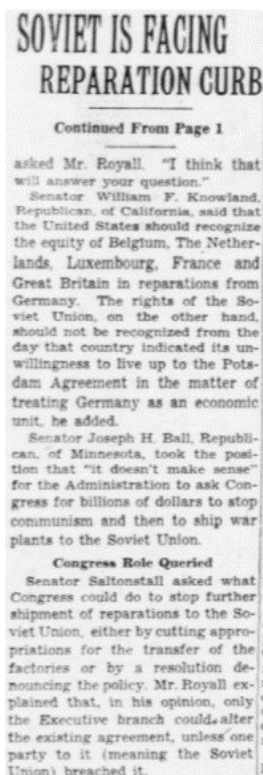 SOVIET IS FACING
REPARATION CURB
Continued From Page 1
asked Mr. Royall. "I think that
will answer your question."
Senator William F. Knowland,
Republican, of California, said that
the United States should recognize
the equity of Belgium, The Nether-
lands, Luxembourg, France and
Great Britain in reparations from
Germany. The rights of the So-
viet Union, on the other hand,
should not be recognized from the
day that country indicated its un-
willingness to live up to the Pots-
dam Agreement in the matter of
treating Germany as an economic
unit, he added.
Senator Joseph H. Ball, Republi-
can, of Minnesota, took the posi-
tion that "it doesn't make sense"
for the Administration to ask Con-
gress for billions of dollars to stop
communism and then to ship war
plants to the Soviet Union.
Congress Role Queried
Senator Saltonstall asked what
Congress could do to stop further
shipment of reparations to the So-
viet Union, either by cutting appro-
priations for the transfer of the
factories or by a resolution de-
nouncing the policy. Mr. Royall ex-
plained that, in his opinion, only
the Executive branch could alter
the existing agreement, unless one
party to it (meaning the Soviet
Union) breached it.